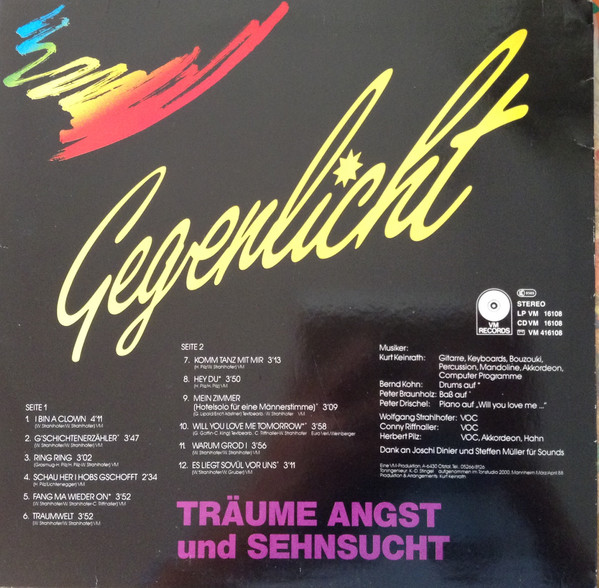 Gegenlicht
SEITE 1
1. I BIN A CLOWN 4'11
2. G'SCHICHTENERZÄHLER* 3'47
3. RING RING 3'02
4. SCHAU HER I HOBS GSCHOFFT 2'34
5. FANG MA WIEDER ON* 3'52
6. TRAUMWELT 3'52
SEITE 2
7. KOMM TANZ MIT MIR 3'13
8. HEY DU* 3'50
9. MEIN ZIMMER
(Hotelsolo für eine Männerstimme)* 3'09
10. WILL YOU LOVE ME TOMORROW* 3'58
11. WARUM GROD I 3'56
12. ES LIEGT SOVÜL VOR UNS* 3'11
VM
RECORDS
STEREO
LP VM 16108
CD VM 16108
VM 416108
Musiker:
Kurt Keinrath: Gitarre, Keyboards, Bouzouki,
Percussion, Mandoline, Akkordeon,
Computer Programme
Bernd Kohn: Drums auf *
Peter Braunholz: Baß auf *
Peter Drischel: Piano auf „Will you love me ..."
Wolfgang Strahlhofer: VOC
Conny Riffnaller: VOC
Herbert Pilz: VOC, Akkordeon, Hahn
Dank an Joschi Dinier und Steffen Müller für Sounds
Produktion & Arrangements: Kurt Keinrath
TRÄUME ANGST
und SEHNSUCHT